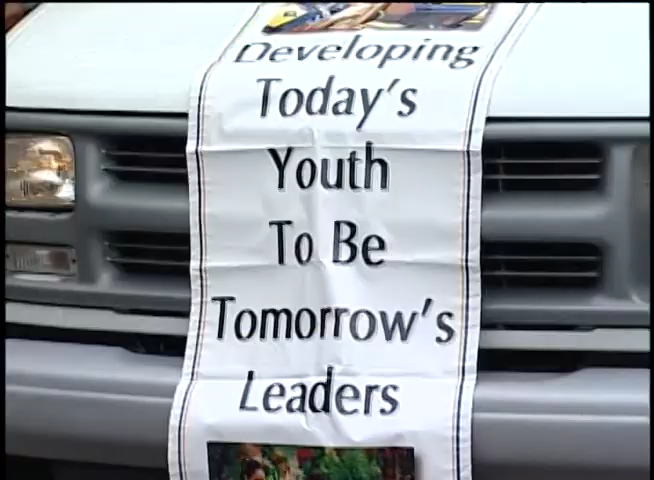 Developing
Today's
Youth
To Be
Tomorrow's
Leaders